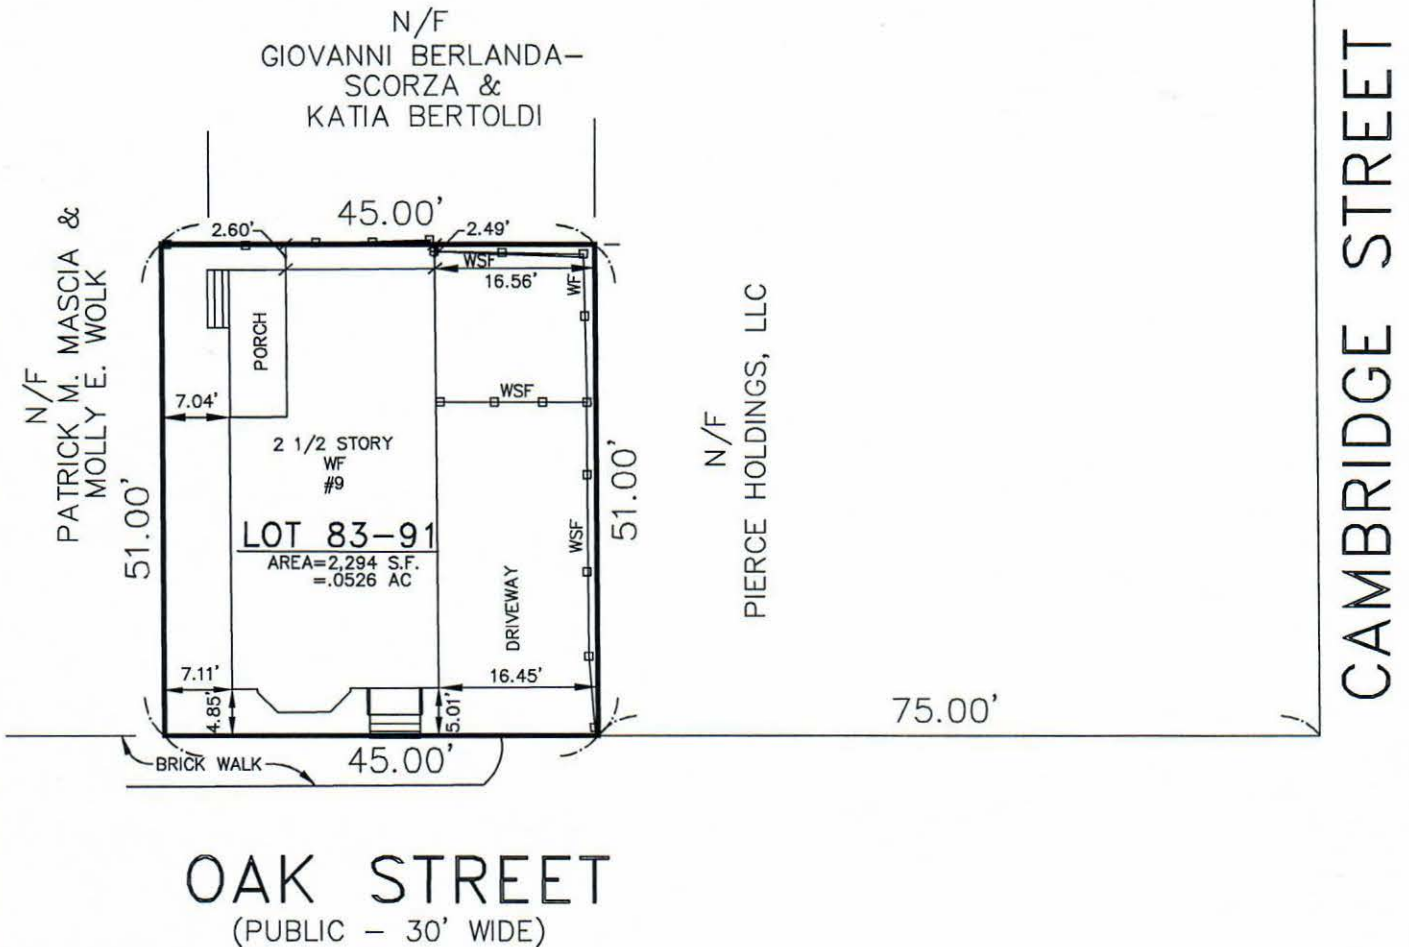 N/F
GIOVANNI BERLANDA-
SCORZA &
KATIA BERTOLDI
CAMBRIDGE STREET
N/F
PATRICK M. MASCIA &
MOLLY E. WOLK
45.00'
2.60'
2.49'
WSF
16.56'
WF
PORCH
7.04'
WSF
2 1/2 STORY
WF
#9
LOT 83-91
AREA=2,294 S.F.
=.0526 AC
51.00'
51.00'
WSF
DRIVEWAY
N/F
PIERCE HOLDINGS, LLC
7.11'
16.45'
4.85'
5.01'
75.00'
BRICK WALK
45.00'
OAK STREET
(PUBLIC - 30' WIDE)